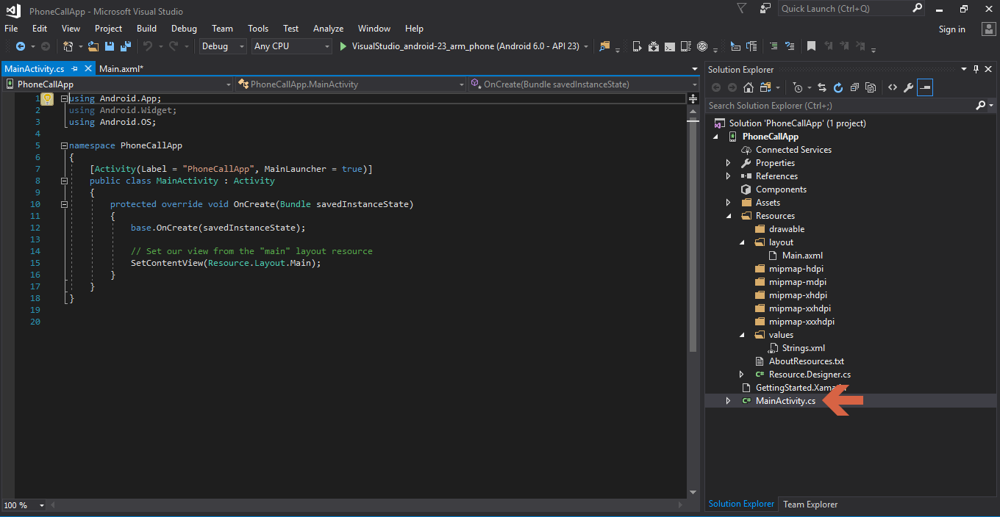 PhoneCallApp - Microsoft Visual Studio
Quick Launch (Ctrl+Q)
File Edit View Project Build Debug Team Tools Test Analyze Window Help
Sign in
Debug Any CPU VisualStudio_android-23_arm_phone (Android 6.0 - API 23)
MainActivity.cs Main.axml*
PhoneCallApp PhoneCallApp.MainActivity OnCreate(Bundle savedInstanceState)
1 using Android.App;
2 using Android.Widget;
3 using Android.OS;
4
5 namespace PhoneCallApp
6 {
7 [Activity(Label = "PhoneCallApp", MainLauncher = true)]
8 public class MainActivity : Activity
9 {
10 protected override void OnCreate(Bundle savedInstanceState)
11 {
12 base.OnCreate(savedInstanceState);
13
14 // Set our view from the "main" layout resource
15 SetContentView(Resource.Layout.Main);
16 }
17 }
18 }
19
20
100 %
Solution Explorer
Search Solution Explorer (Ctrl+;)
Solution 'PhoneCallApp' (1 project)
PhoneCallApp
Connected Services
Properties
C# References
Components
Assets
Resources
drawable
layout
Main.axml
mipmap-hdpi
mipmap-mdpi
mipmap-xhdpi
mipmap-xxhdpi
mipmap-xxxhdpi
values
Strings.xml
AboutResources.txt
C# Resource.Designer.cs
GettingStarted.Xama
C# MainActivity.cs
Solution Explorer Team Explorer